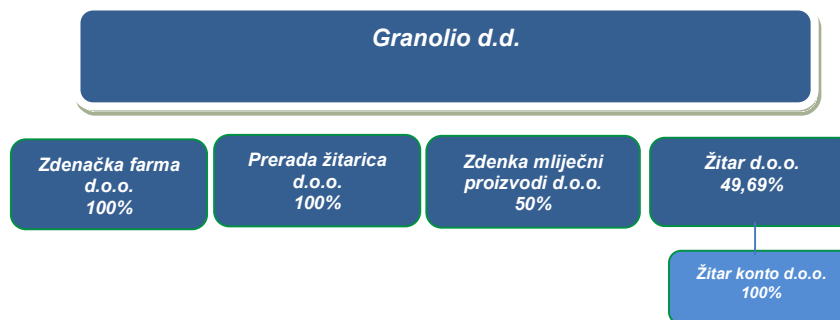 Granolio d.d.
Zdenačka farma
d.o.o.
100%
Prerada žitarica
d.o.o.
100%
Zdenka mliječni
proizvodi d.o.o.
50%
Žitar d.o.o.
49,69%
Žitar konto d.o.o.
100%